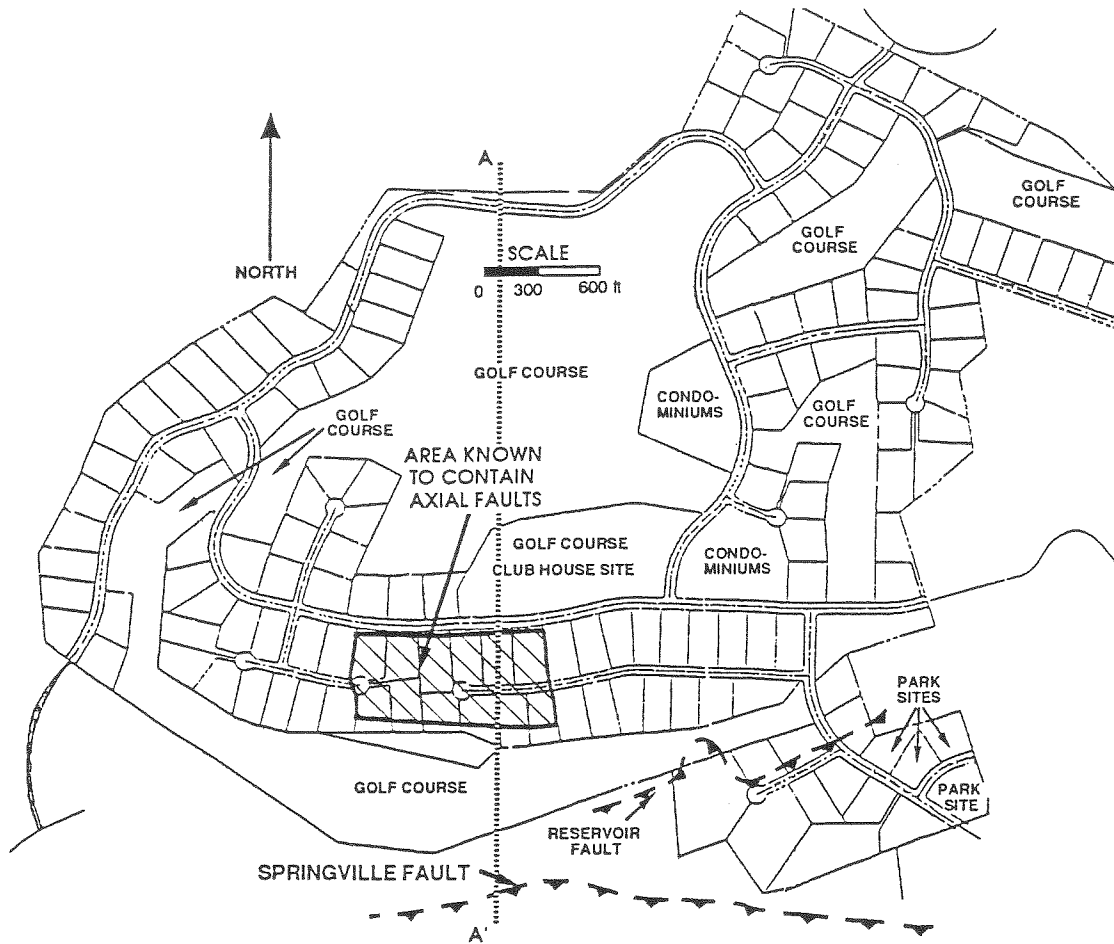 A
GOLF
COURSE
GOLF
COURSE
NORTH
SCALE
0 300 600 ft
GOLF COURSE
CONDO-
MINIUMS
GOLF
COURSE
GOLF
COURSE
AREA KNOWN
TO CONTAIN
AXIAL FAULTS
GOLF COURSE
CLUB HOUSE SITE
CONDO-
MINIUMS
PARK
SITES
PARK
SITE
GOLF COURSE
RESERVOIR
FAULT
SPRINGVILLE FAULT
A'